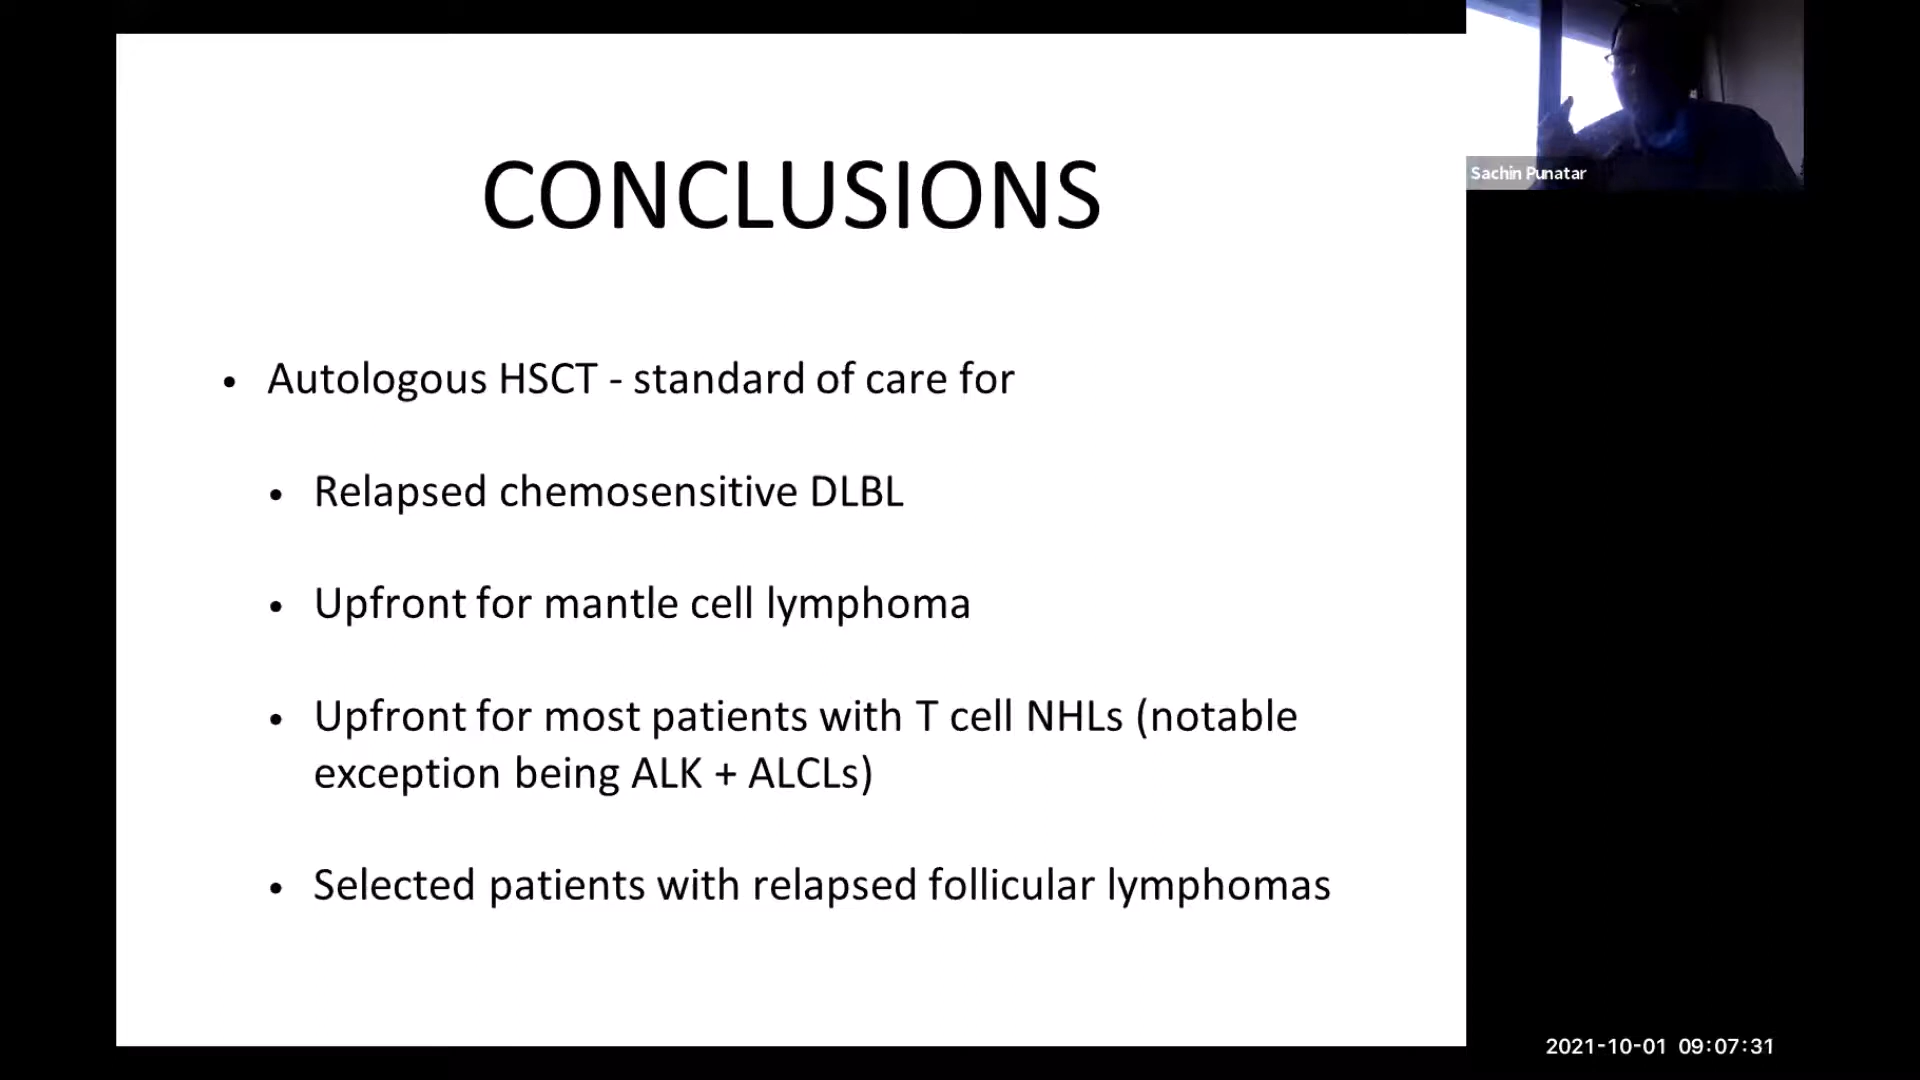 CONCLUSIONS
• Autologous HSCT - standard of care for
• Relapsed chemosensitive DLBL
• Upfront for mantle cell lymphoma
• Upfront for most patients with T cell NHLs (notable
exception being ALK + ALCLs)
• Selected patients with relapsed follicular lymphomas
Sachin Punatar
2021-10-01 09:07:31